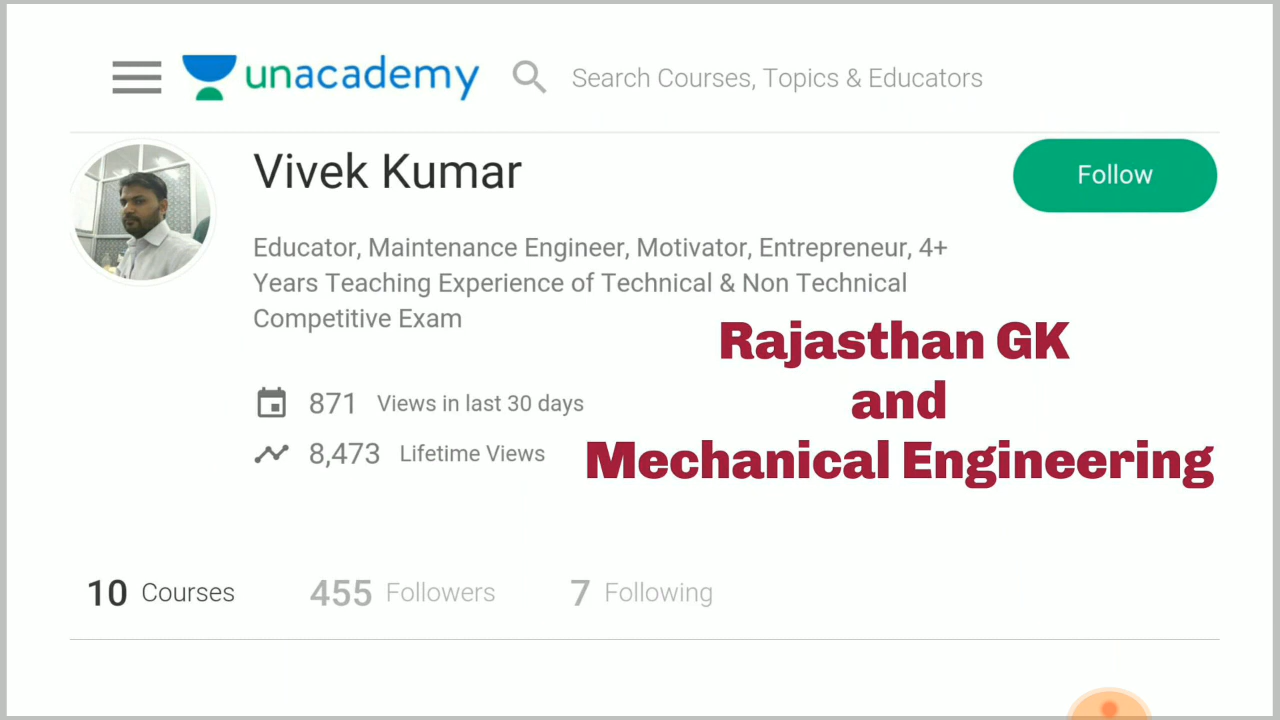 unacademy Search Courses, Topics & Educators
Vivek Kumar
Follow
Educator, Maintenance Engineer, Motivator, Entrepreneur, 4+
Years Teaching Experience of Technical & Non Technical
Competitive Exam
871 Views in last 30 days
8,473 Lifetime Views
Rajasthan GK
and
Mechanical Engineering
10 Courses 455 Followers 7 Following